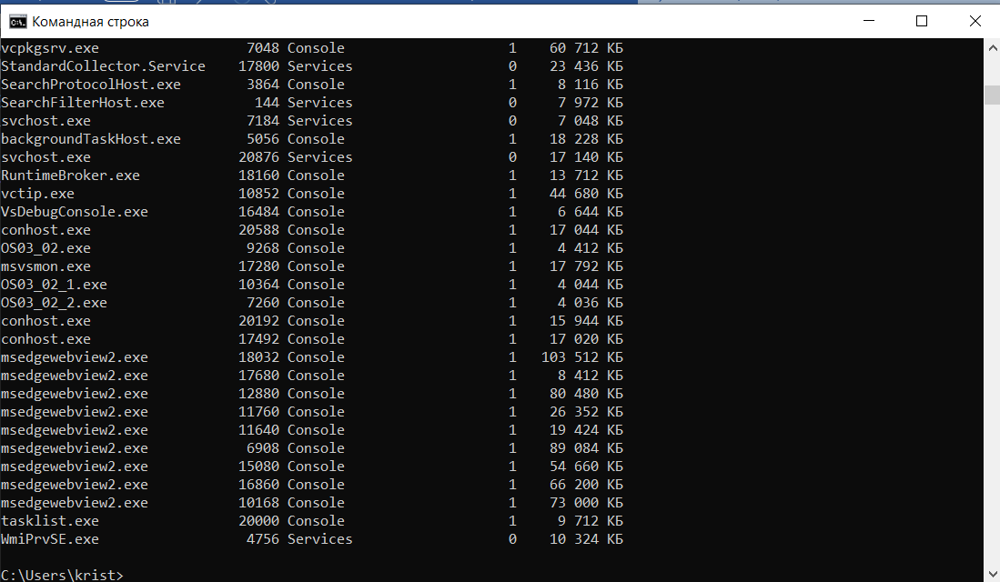 Командная строка
vcpkgsrv.exe 7048 Console 1 60 712 КБ
StandardCollector.Service 17800 Services 0 23 436 КБ
SearchProtocolHost.exe 3864 Console 1 8 116 КБ
SearchFilterHost.exe 144 Services 0 7 972 КБ
svchost.exe 7184 Services 0 7 048 КБ
backgroundTaskHost.exe 5056 Console 1 18 228 КБ
svchost.exe 20876 Services 0 17 140 КБ
RuntimeBroker.exe 18160 Console 1 13 712 КБ
vctip.exe 10852 Console 1 44 680 КБ
VsDebugConsole.exe 16484 Console 1 6 644 КБ
conhost.exe 20588 Console 1 17 044 КБ
OS03_02.exe 9268 Console 1 4 412 КБ
msvsmon.exe 17280 Console 1 17 792 КБ
OS03_02_1.exe 10364 Console 1 4 044 КБ
OS03_02_2.exe 7260 Console 1 4 036 КБ
conhost.exe 20192 Console 1 15 944 КБ
conhost.exe 17492 Console 1 17 020 КБ
msedgewebview2.exe 18032 Console 1 103 512 КБ
msedgewebview2.exe 17680 Console 1 8 412 КБ
msedgewebview2.exe 12880 Console 1 80 480 КБ
msedgewebview2.exe 11760 Console 1 26 352 КБ
msedgewebview2.exe 11640 Console 1 19 424 КБ
msedgewebview2.exe 6908 Console 1 89 084 КБ
msedgewebview2.exe 15080 Console 1 54 660 КБ
msedgewebview2.exe 16860 Console 1 66 200 КБ
msedgewebview2.exe 10168 Console 1 73 000 КБ
tasklist.exe 20000 Console 1 9 712 КБ
WmiPrvSE.exe 4756 Services 0 10 324 КБ
C:\Users\krist>